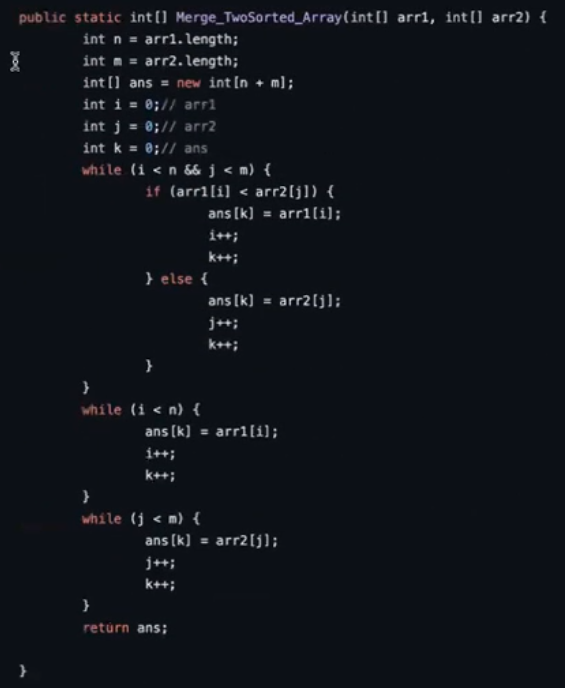 public static int[] Merge_TwoSorted_Array(int[] arr1, int[] arr2) {
int n = arr1.length;
int m = arr2.length;
int[] ans = new int[n + m];
int i = 0;// arr1
int j = 0;// arr2
int k = 0;// ans
while (i < n && j < m) {
if (arr1[i] < arr2[j]) {
ans[k] = arr1[i];
i++;
k++;
} else {
ans[k] = arr2[j];
j++;
k++;
}
}
while (i < n) {
ans[k] = arr1[i];
i++;
k++;
}
while (j < m) {
ans[k] = arr2[j];
j++;
k++;
}
return ans;
}